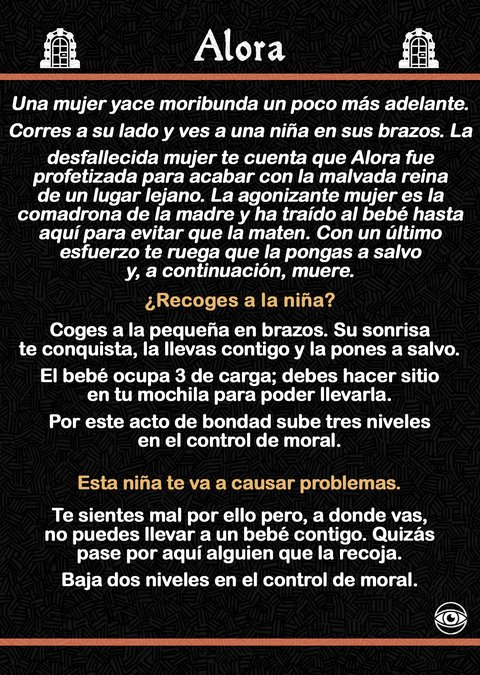 Alora
Una mujer yace moribunda un poco más adelante.
Corres a su lado y ves a una niña en sus brazos. La
desfallecida mujer te cuenta que Alora fue
profetizada para acabar con la malvada reina
de un lugar lejano. La agonizante mujer es la
comadrona de la madre y ha traído al bebé hasta
aquí para evitar que la maten. Con un último
esfuerzo te ruega que la pongas a salvo
y, a continuación, muere.
¿Recoges a la niña?
Coges a la pequeña en brazos. Su sonrisa
te conquista, la llevas contigo y la pones a salvo.
El bebé ocupa 3 de carga; debes hacer sitio
en tu mochila para poder llevarla.
Por este acto de bondad sube tres niveles
en el control de moral.
Esta niña te va a causar problemas.
Te sientes mal por ello pero, a donde vas,
no puedes llevar a un bebé contigo. Quizás
pase por aquí alguien que la recoja.
Baja dos niveles en el control de moral.